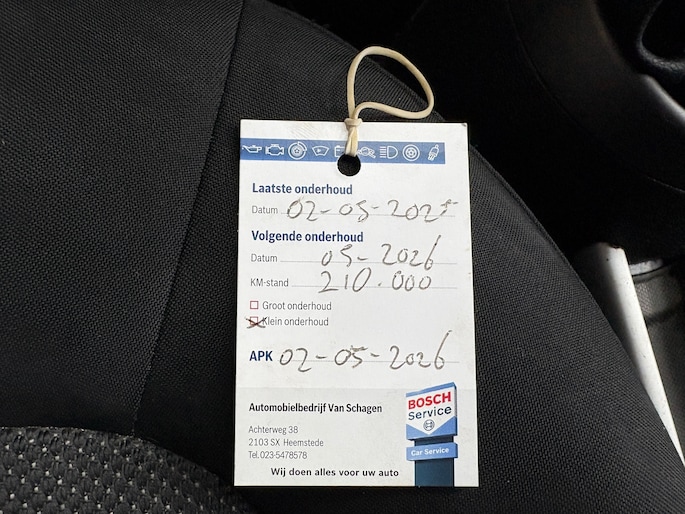 Laatste onderhoud
Datum 02-05-2025
Volgende onderhoud
Datum 05-2026
KM-stand 210.000
Groot onderhoud
Klein onderhoud
APK 02-05-2026
Automobielbedrijf Van Schagen
Achterweg 38
2103 SX Heemstede
Tel.023-5478578
BOSCH
Service
Car Service
Wij doen alles voor uw auto